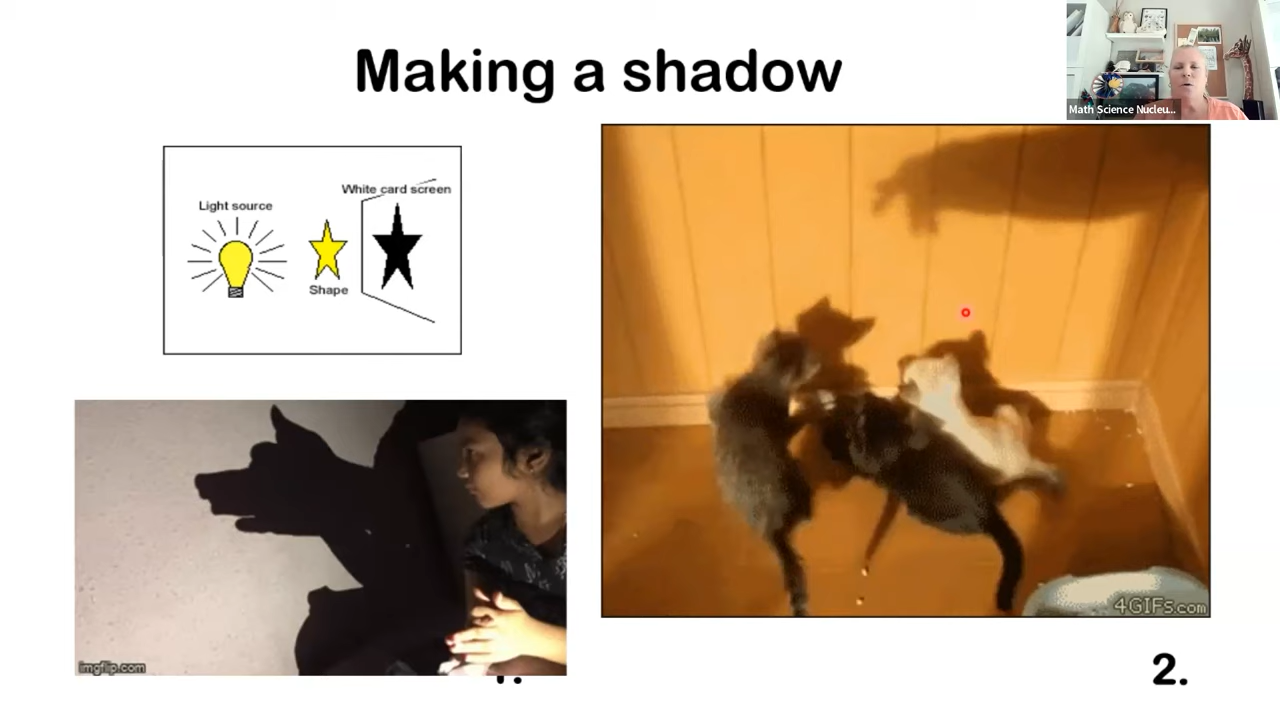 Making a shadow
Math Science Nucleu...
White card screen
Light source
Shape
4GIFs.com
imgflip.com
2.